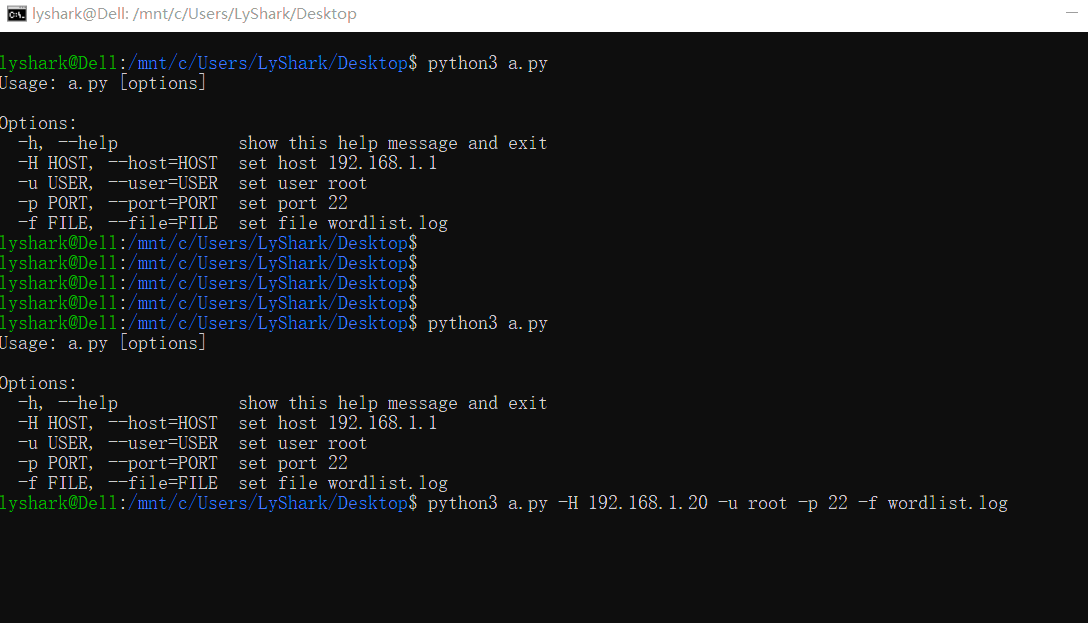 lyshark@Dell: /mnt/c/Users/LyShark/Desktop
lyshark@Dell:/mnt/c/Users/LyShark/Desktop$ python3 a.py
Usage: a.py [options]
Options:
-h, --help show this help message and exit
-H HOST, --host=HOST set host 192.168.1.1
-u USER, --user=USER set user root
-p PORT, --port=PORT set port 22
-f FILE, --file=FILE set file wordlist.log
lyshark@Dell:/mnt/c/Users/LyShark/Desktop$
lyshark@Dell:/mnt/c/Users/LyShark/Desktop$
lyshark@Dell:/mnt/c/Users/LyShark/Desktop$
lyshark@Dell:/mnt/c/Users/LyShark/Desktop$
lyshark@Dell:/mnt/c/Users/LyShark/Desktop$ python3 a.py
Usage: a.py [options]
Options:
-h, --help show this help message and exit
-H HOST, --host=HOST set host 192.168.1.1
-u USER, --user=USER set user root
-p PORT, --port=PORT set port 22
-f FILE, --file=FILE set file wordlist.log
lyshark@Dell:/mnt/c/Users/LyShark/Desktop$ python3 a.py -H 192.168.1.20 -u root -p 22 -f wordlist.log